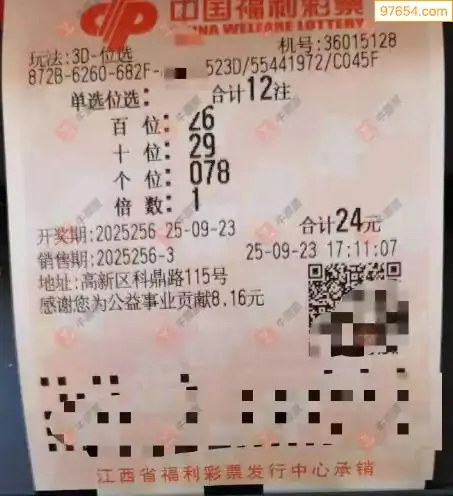 97654.com
中国福利彩票
CHINA WELFARE LOTTERY
玩法:3D-位选 机号:36015128
872B-6260-682F- 523D/55441972/C045F
单选位选: 合计12注
百 位: 26
十 位: 29
个 位: 078
倍 数: 1
开奖期:2025256 25-09-23 合计24元
销售期:2025256-3 25-09-23 17:11:07
地址:高新区科鼎路115号
感谢您为公益事业贡献8.16元
江西省福利彩票发行中心承销